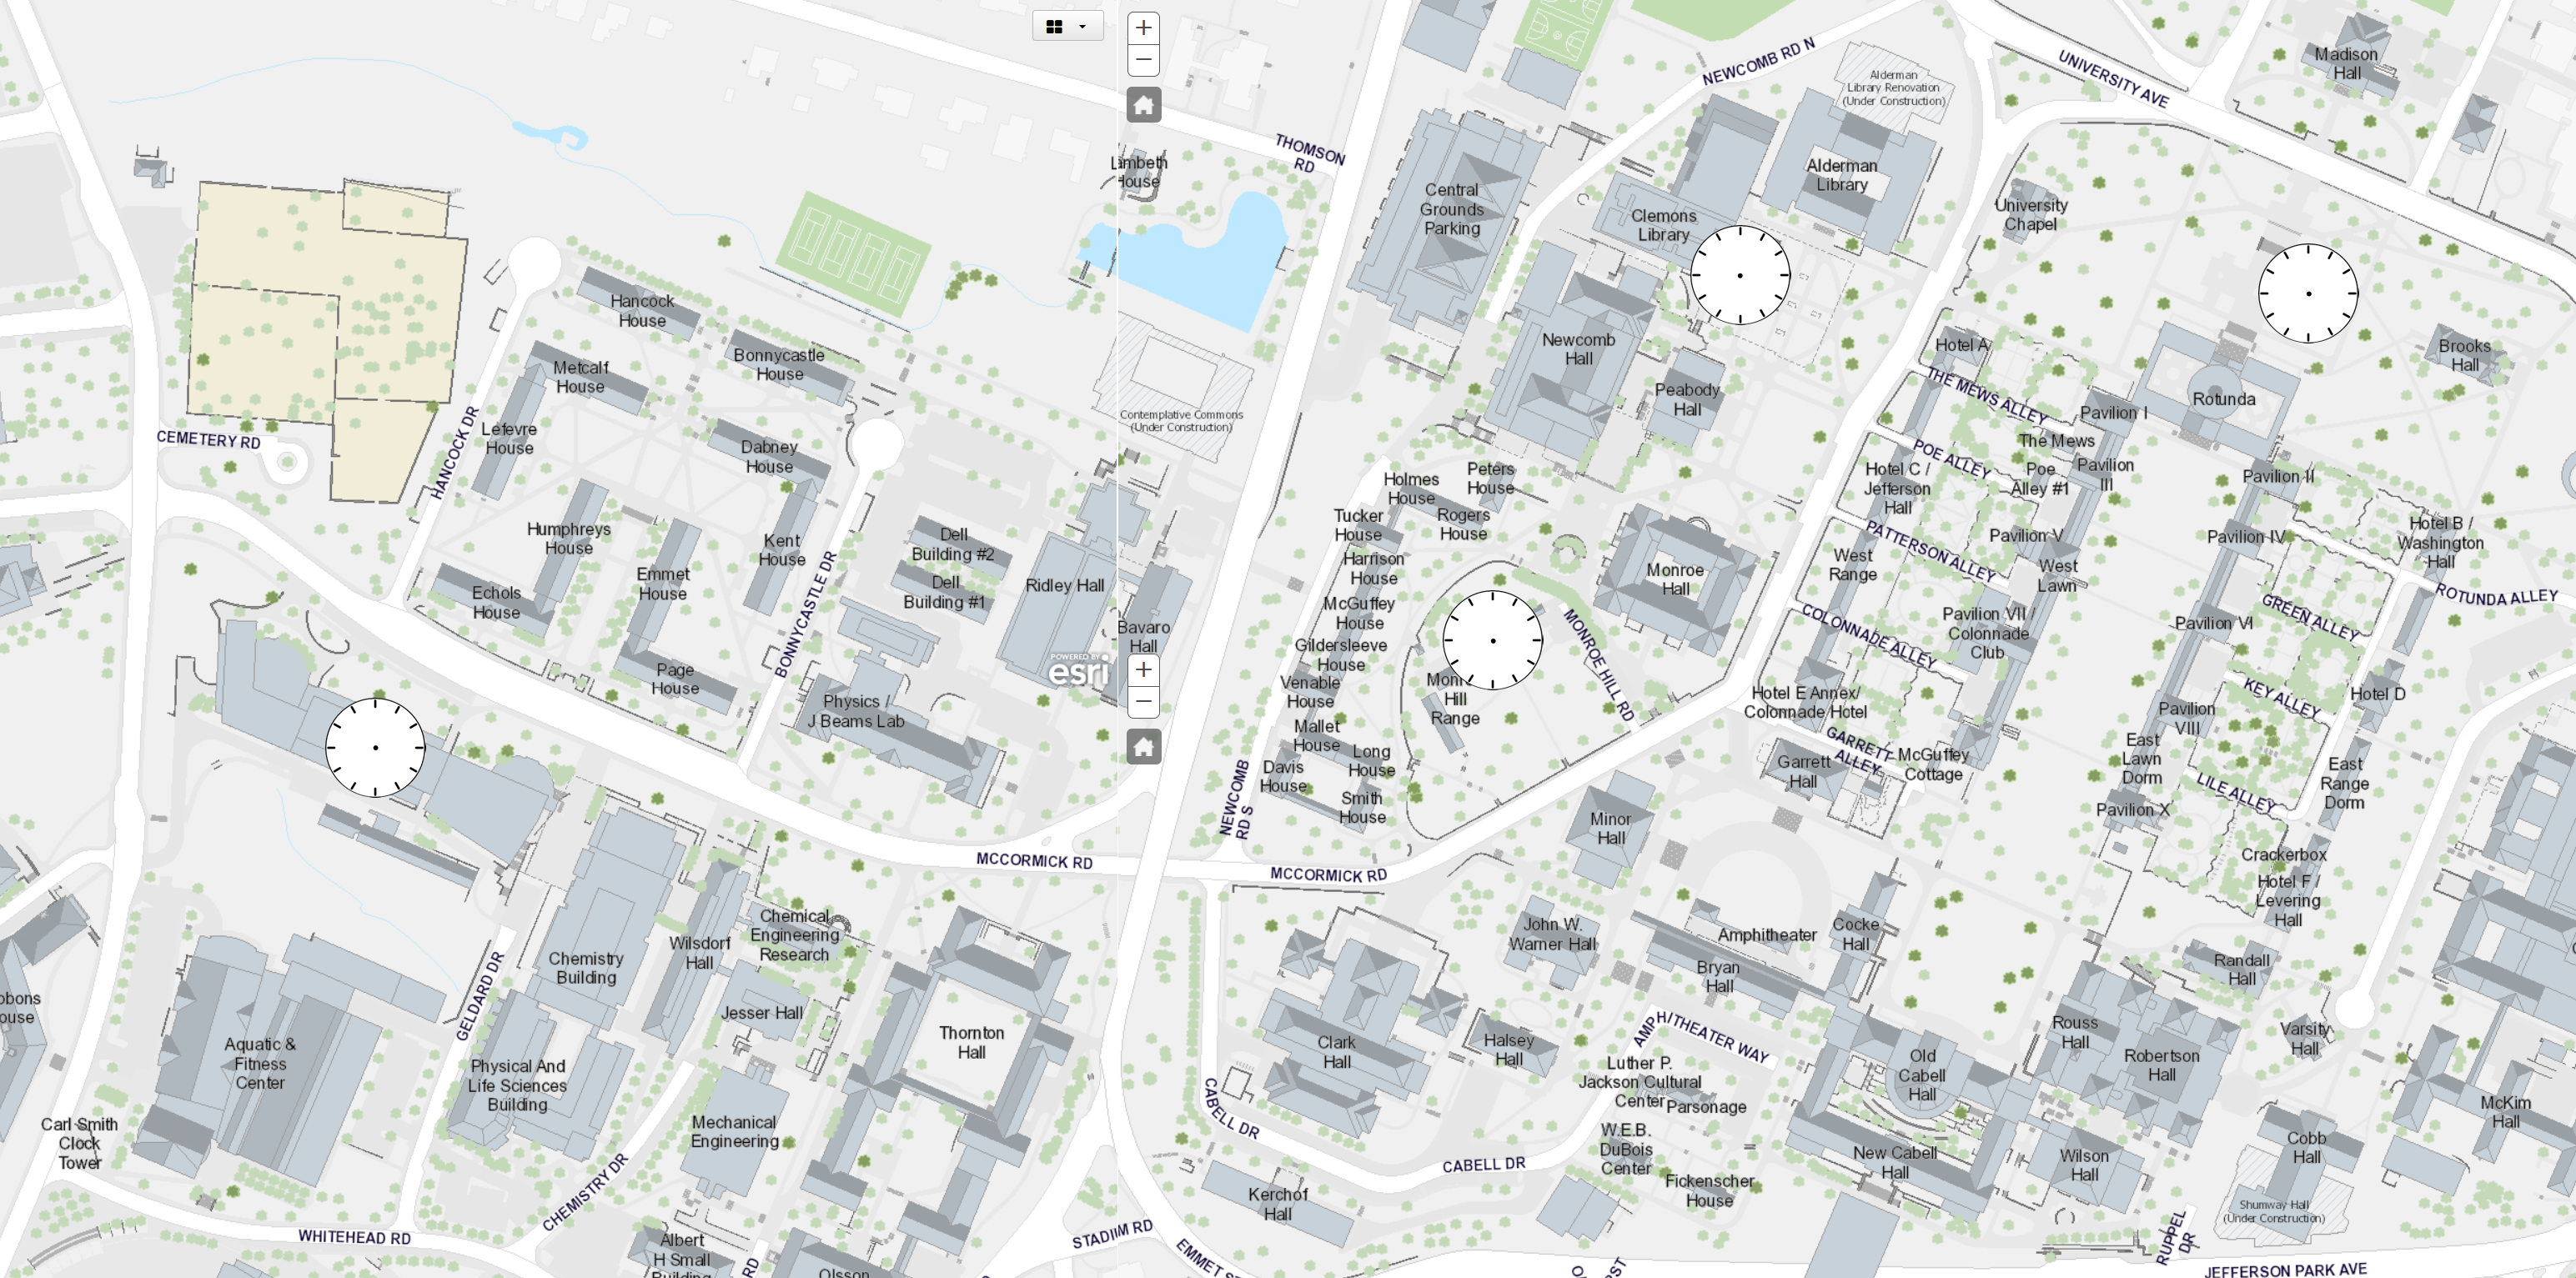 NEWCOMB RD N
Alderman
Library Renovation
(Under Construction)
UNIVERSITY AVE
Madison
Hall
THOMSON
RD
Central
Grounds
Parking
Clemons
Library
Alderman
Library
University
Chapel
Hancock
House
Metcalf
House
Bonnycastle
House
Newcomb
Hall
Peabody
Hall
Hotel A
Brooks
Hall
Rotunda
THE MEWS ALLEY
Pavilion I
The Mews
POE ALLEY
Hotel C /
Jefferson
Hall
Poe
Alley #1
Pavilion
III
Pavilion II
Contemplative Commons
(Under Construction)
CEMETERY RD
HANCOCK DR
Lefevre
House
Dabney
House
Holmes
House
Peters
House
Tucker
House
Rogers
House
Humphreys
House
Kent
House
Dell
Building #2
Dell
Building #1
Ridley Hall
Echols
House
Emmet
House
BONNYCASTLE DR
Page
House
Physics /
J Beams Lab
Bavaro
Hall
POWERED BY
esri
Harrison
House
McGuffey
House
Gildersleeve
House
Venable
House
Mallet
House
Long
House
Davis
House
Smith
House
Hill
Range
MONROE HILL RD
Monroe
Hall
West
Range
PATTERSON ALLEY
Pavilion V
West
Lawn
Pavilion IV
Hotel B /
Washington
Hall
ROTUNDA ALLEY
GREEN ALLEY
COLONNADE ALLEY
Pavilion VII /
Colonnade
Club
Pavilion VI
Hotel E Annex/
Colonnade Hotel
KEY ALLEY
Hotel D
Pavilion
VIII
GARRETT
ALLEY
Garrett
Hall
McGuffey
Cottage
East
Lawn
Dorm
East
Range
Dorm
LILE ALLEY
Pavilion X
NEWCOMB
RD S
MCCORMICK RD
MCCORMICK RD
Minor
Hall
Crackerbox
Hotel F /
Levering
Hall
John W.
Warner Hall
Amphitheater
Cocke
Hall
Bryan
Hall
Randall
Hall
Chemical
Engineering
Research
Wilsdorf
Hall
Chemistry
Building
GELDARD DR
Jesser Hall
Thornton
Hall
Clark
Hall
Halsey
Hall
AMPHITHEATER WAY
Luther P.
Jackson Cultural
Center
Parsonage
Old
Cabell
Hall
Rouss
Hall
Robertson
Hall
Varsity
Hall
McKim
Hall
Aquatic &
Fitness
Center
Physical And
Life Sciences
Building
Mechanical
Engineering
Carl Smith
Clock
Tower
CABELL DR
CABELL DR
W.E.B.
DuBois
Center
Fickenscher
House
New Cabell
Hall
Wilson
Hall
Cobb
Hall
Shumway Hall
(Under Construction)
CHEMISTRY DR
WHITEHEAD RD
Albert
H Small
Building
Olsson
RD
STADIUM RD
Kerchof
Hall
RUPPEL
DR
JEFFERSON PARK AVE